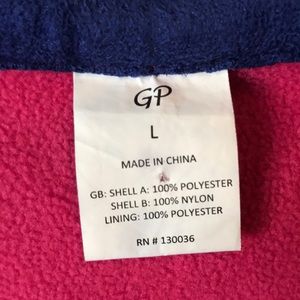 GP
L
MADE IN CHINA
GB: SHELL A: 100% POLYESTER
SHELL B: 100% NYLON
LINING: 100% POLYESTER
RN # 130036